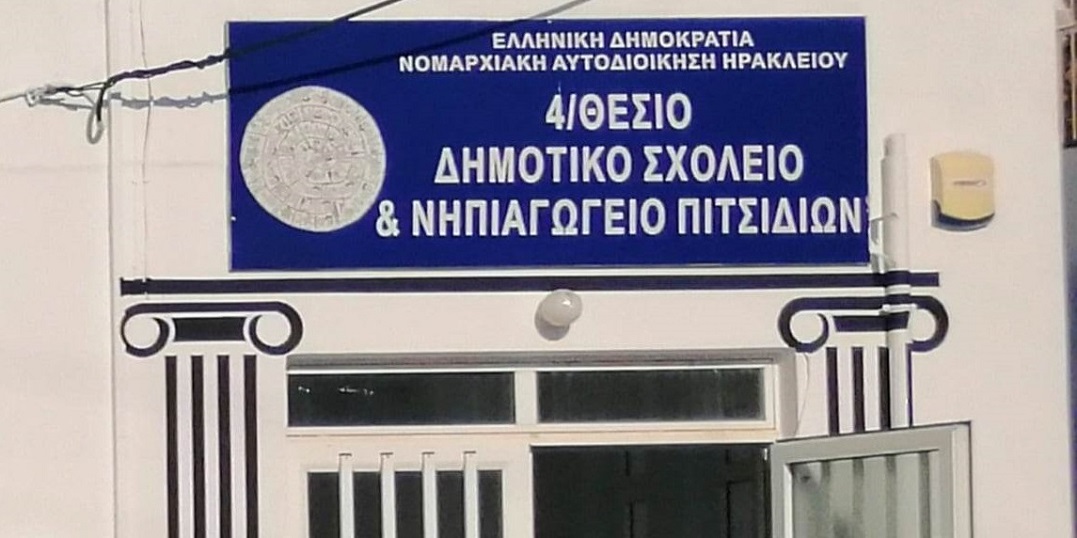 ΕΛΛΗΝΙΚΗ ΔΗΜΟΚΡΑΤΙΑ
ΝΟΜΑΡΧΙΑΚΗ ΑΥΤΟΔΙΟΙΚΗΣΗ ΗΡΑΚΛΕΙΟΥ
4/ΘΕΣΙΟ
ΔΗΜΟΤΙΚΟ ΣΧΟΛΕΙΟ
& ΝΗΠΙΑΓΩΓΕΙΟ ΠΙΤΣΙΔΙΩΝ